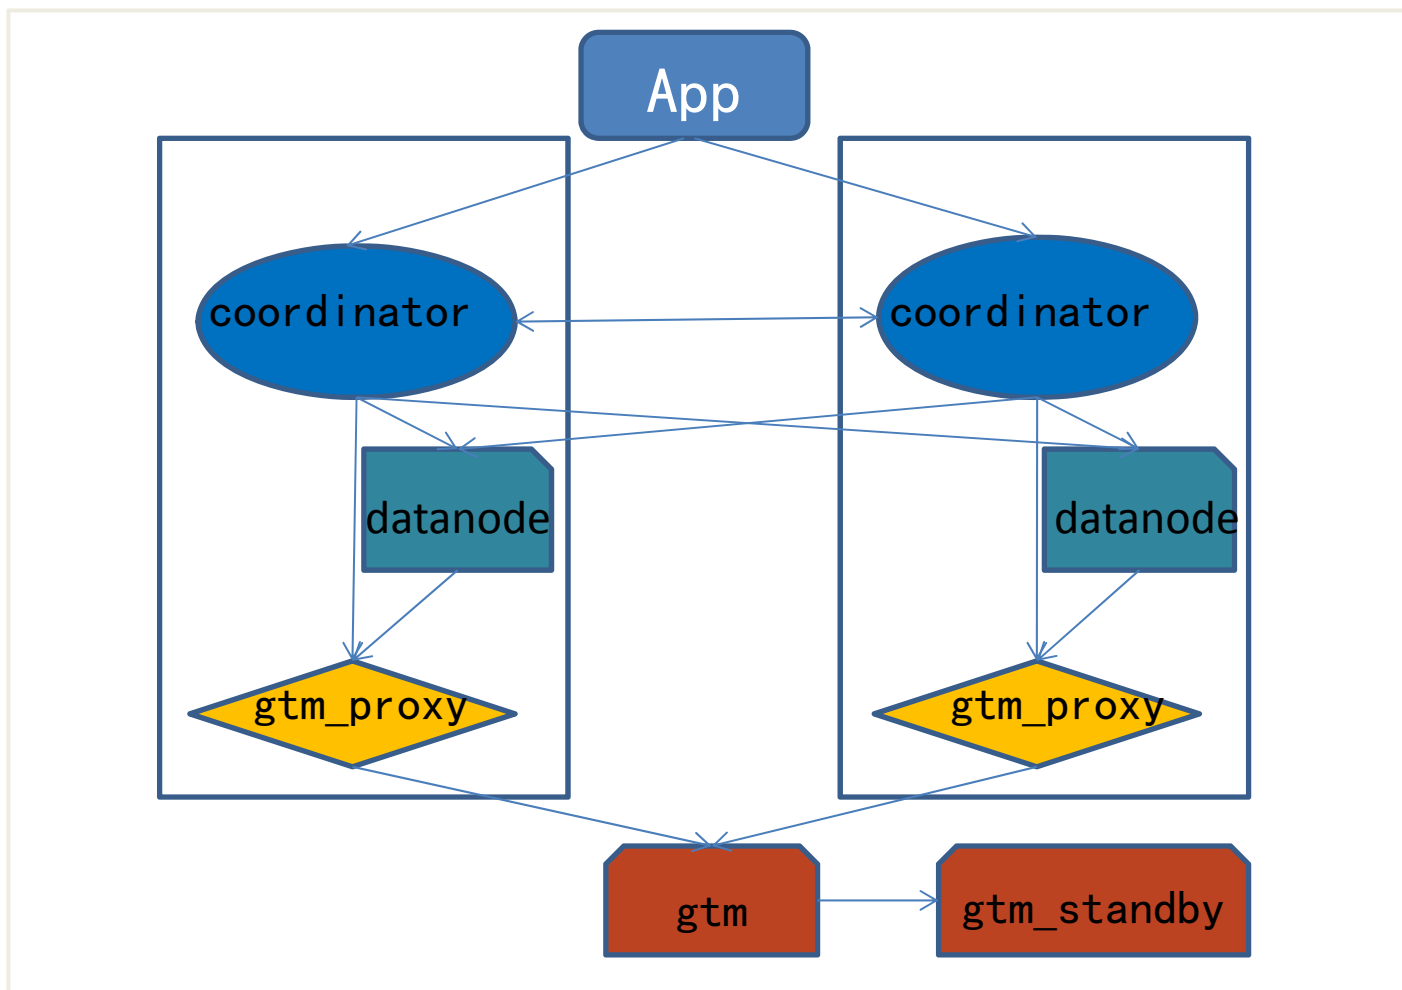 App
coordinator
coordinator
datanode
datanode
gtm_proxy
gtm_proxy
gtm
gtm_standby